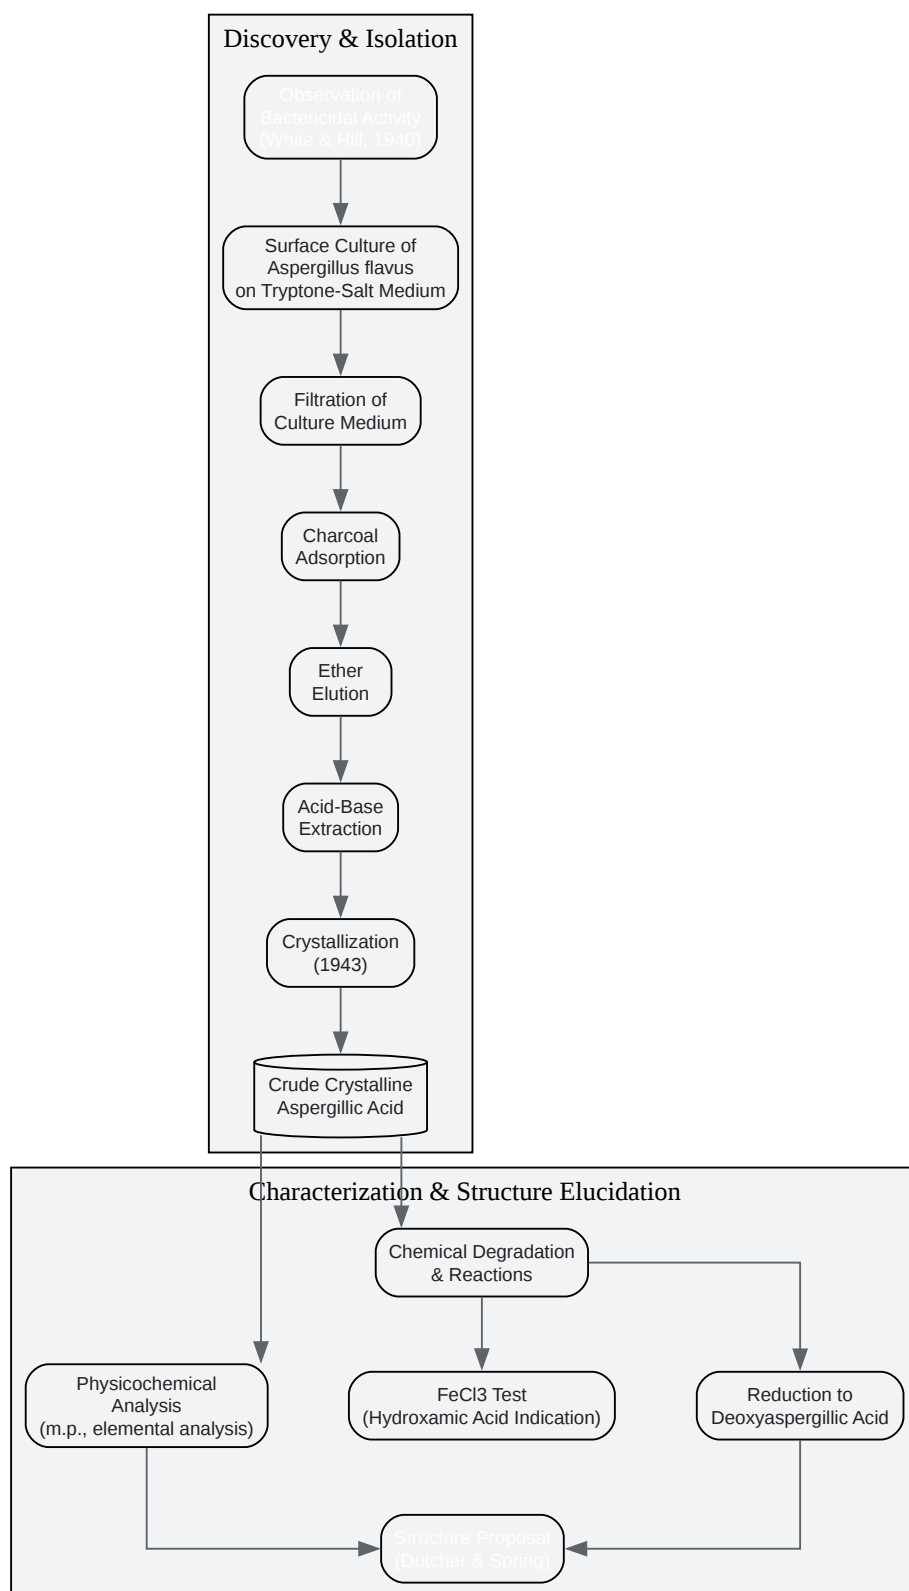 Discovery & Isolation
Observation of
Bactericidal Activity
(White & Hill, 1940)
Surface Culture of
Aspergillus flavus
on Tryptone-Salt Medium
Filtration of
Culture Medium
Charcoal
Adsorption
Ether
Elution
Acid-Base
Extraction
Crystallization
(1943)
Crude Crystalline
Aspergillic Acid
Characterization & Structure Elucidation
Chemical Degradation
& Reactions
Physicochemical
Analysis
(m.p., elemental analysis)
FeCl3 Test
(Hydroxamic Acid Indication)
Reduction to
Deoxyaspergillic Acid
Structure Proposal
(Dutcher & Spring)